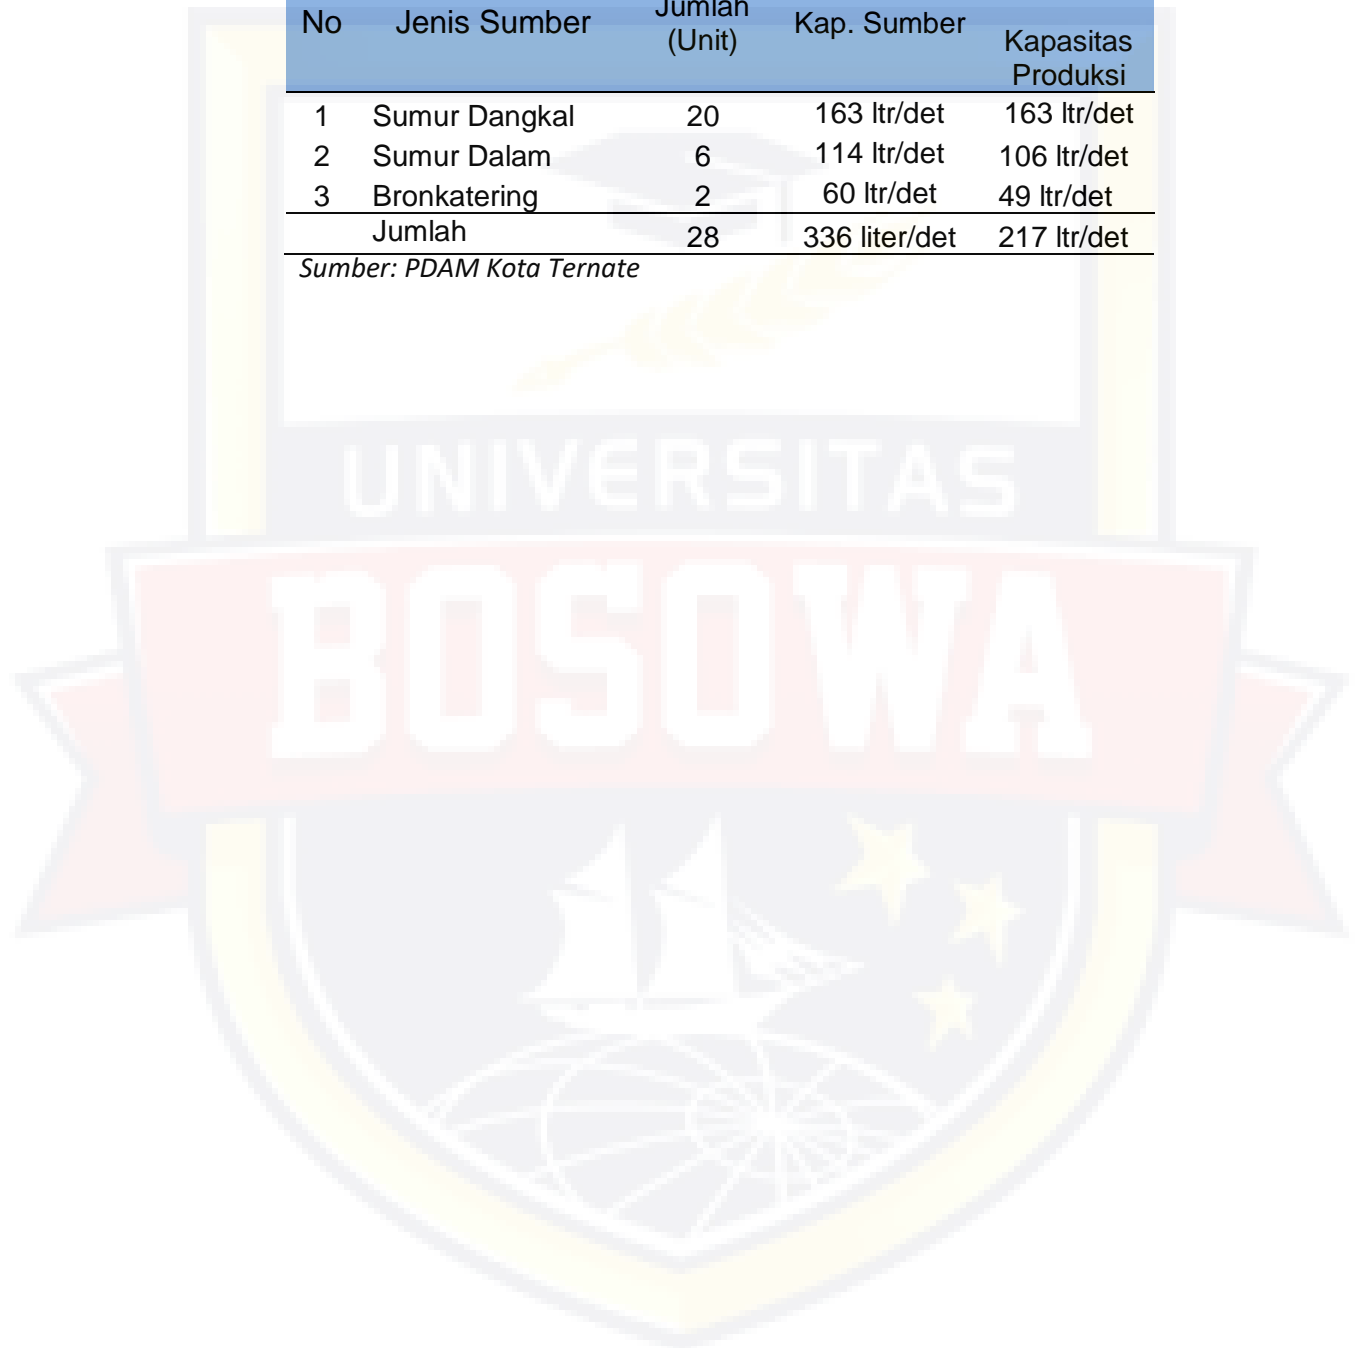 No Jenis Sumber Jumlah (Unit) Kap. Sumber Kapasitas Produksi
1 Sumur Dangkal 20 163 ltr/det 163 ltr/det
2 Sumur Dalam 6 114 ltr/det 106 ltr/det
3 Bronkatering 2 60 ltr/det 49 ltr/det
Jumlah 28 336 liter/det 217 ltr/det
Sumber: PDAM Kota Ternate
UNIVERSITAS
BOSOWA